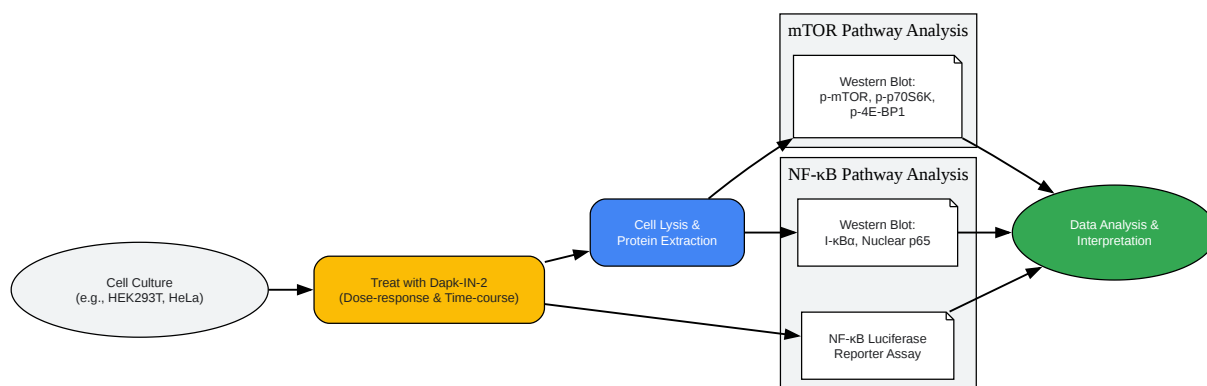 Cell Culture
(e.g., HEK293T, HeLa)
Treat with Dapk-IN-2
(Dose-response & Time-course)
Cell Lysis &
Protein Extraction
mTOR Pathway Analysis
Western Blot:
p-mTOR, p-p70S6K,
p-4E-BP1
NF-κB Pathway Analysis
Western Blot:
I-κBα, Nuclear p65
NF-κB Luciferase
Reporter Assay
Data Analysis &
Interpretation